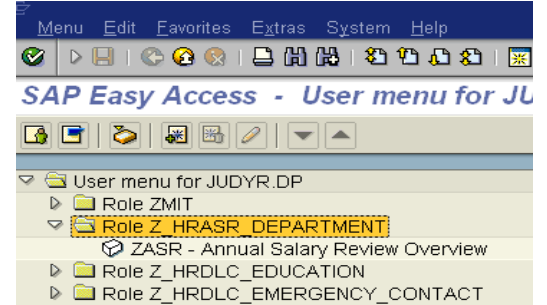 Menu Edit Favorites Extras System Help
SAP Easy Access - User menu for JU
User menu for JUDYR.DP
Role ZMIT
Role Z_HRASR_DEPARTMENT
ZASR - Annual Salary Review Overview
Role Z_HRDLC_EDUCATION
Role Z_HRDLC_EMERGENCY_CONTACT